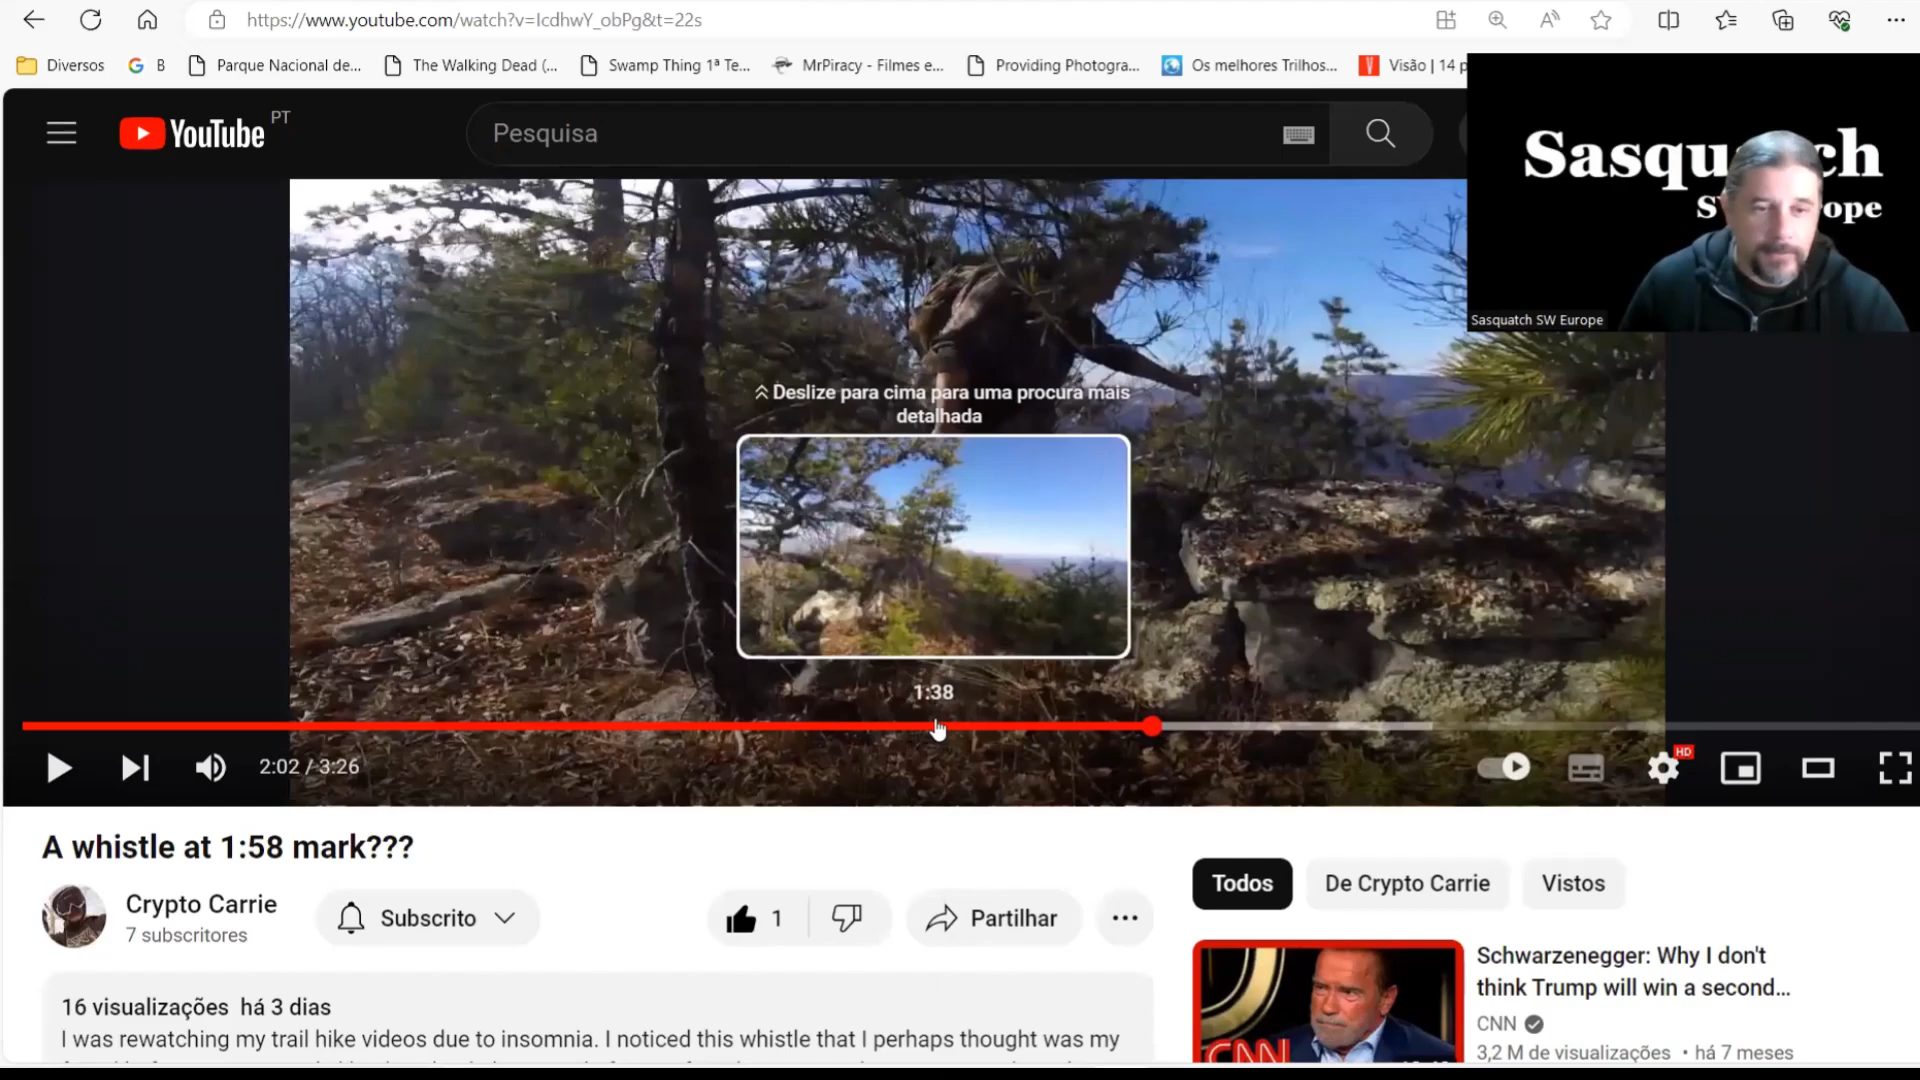 https://www.youtube.com/watch?v=IcdhwY_obPg&t=22s
Diversos
B
Parque Nacional de...
The Walking Dead (...
Swamp Thing 1ª Te...
MrPiracy - Filmes e...
Providing Photogra...
Os melhores Trilhos...
Visão | 14 p
YouTube PT
Pesquisa
Sasqu ch
S ope
Sasquatch SW Europe
Deslize para cima para uma procura mais
detalhada
1:38
2:02 / 3:26
HD
A whistle at 1:58 mark???
Crypto Carrie
7 subscritores
Subscrito
1
Partilhar
Todos
De Crypto Carrie
Vistos
16 visualizações há 3 dias
I was rewatching my trail hike videos due to insomnia. I noticed this whistle that I perhaps thought was my
Schwarzenegger: Why I don't
think Trump will win a second...
CNN
3,2 M de visualizações • há 7 meses
CNN